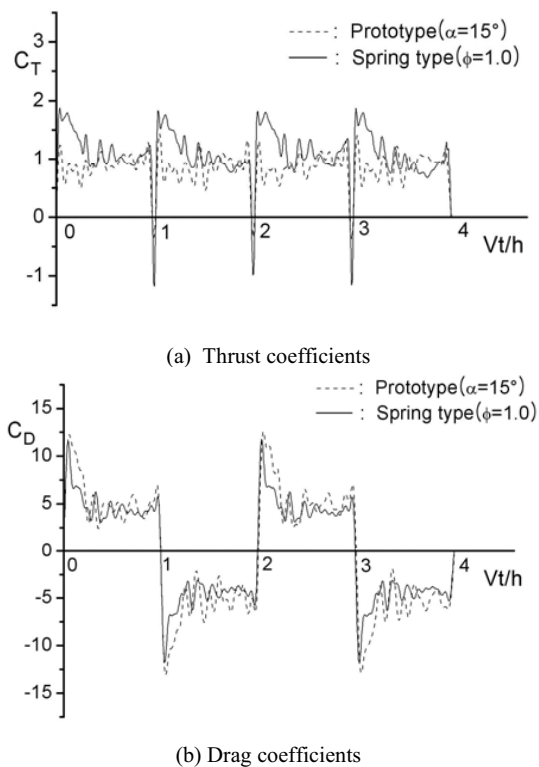 C_T
3
2
1
0
-1
0 1 2 3 4
Vt/h
---- : Prototype(α=15°)
— : Spring type(ϕ=1.0)
(a) Thrust coefficients
C_D
15
10
5
0
-5
-10
-15
0 1 2 3 4
Vt/h
---- : Prototype(α=15°)
— : Spring type(ϕ=1.0)
(b) Drag coefficients